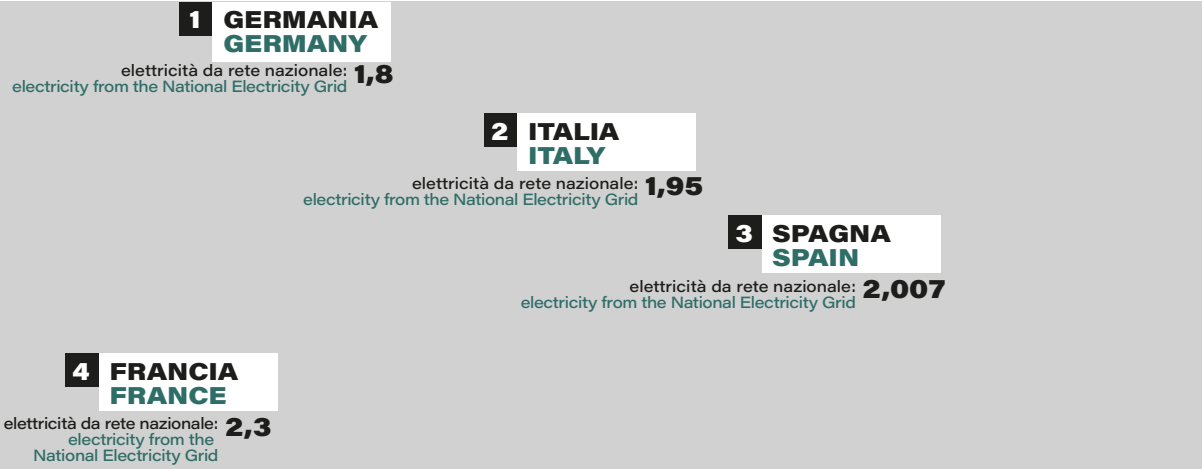 1 GERMANIA
GERMANY
elettricità da rete nazionale: 1,8
electricity from the National Electricity Grid
2 ITALIA
ITALY
elettricità da rete nazionale: 1,95
electricity from the National Electricity Grid
3 SPAGNA
SPAIN
elettricità da rete nazionale: 2,007
electricity from the National Electricity Grid
4 FRANCIA
FRANCE
elettricità da rete nazionale: 2,3
electricity from the
National Electricity Grid